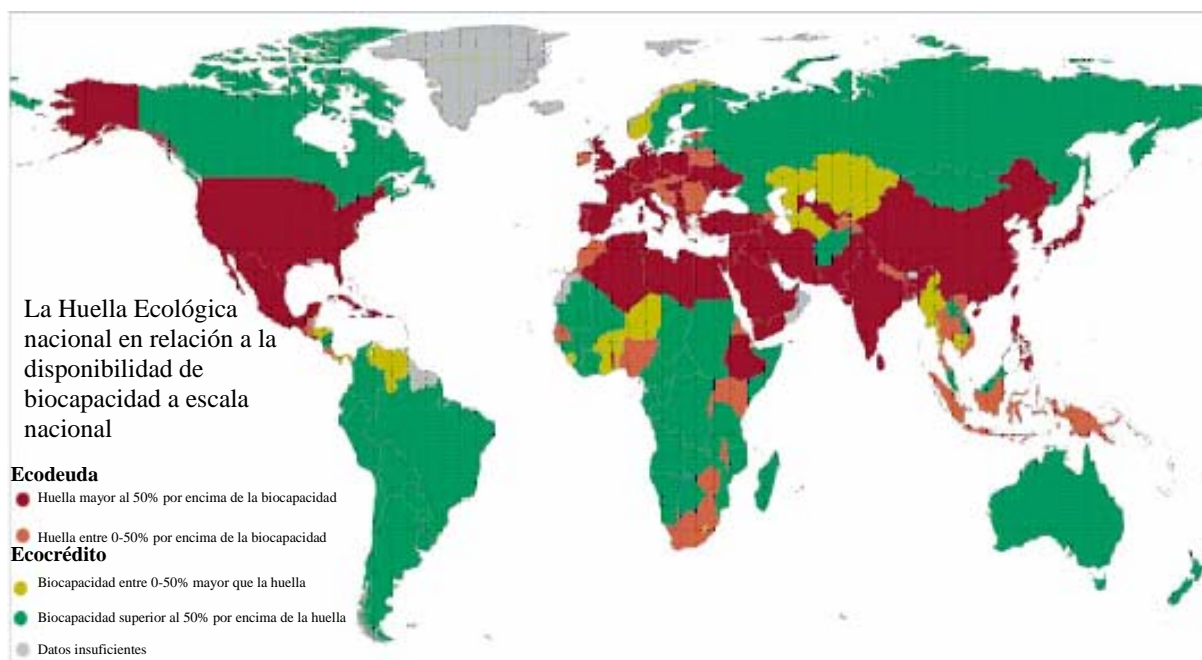 La Huella Ecológica
nacional en relación a la
disponibilidad de
biocapacidad a escala
nacional
Ecodeuda
Huella mayor al 50% por encima de la biocapacidad
Huella entre 0-50% por encima de la biocapacidad
Ecocrédito
Biocapacidad entre 0-50% mayor que la huella
Biocapacidad superior al 50% por encima de la huella
Datos insuficientes